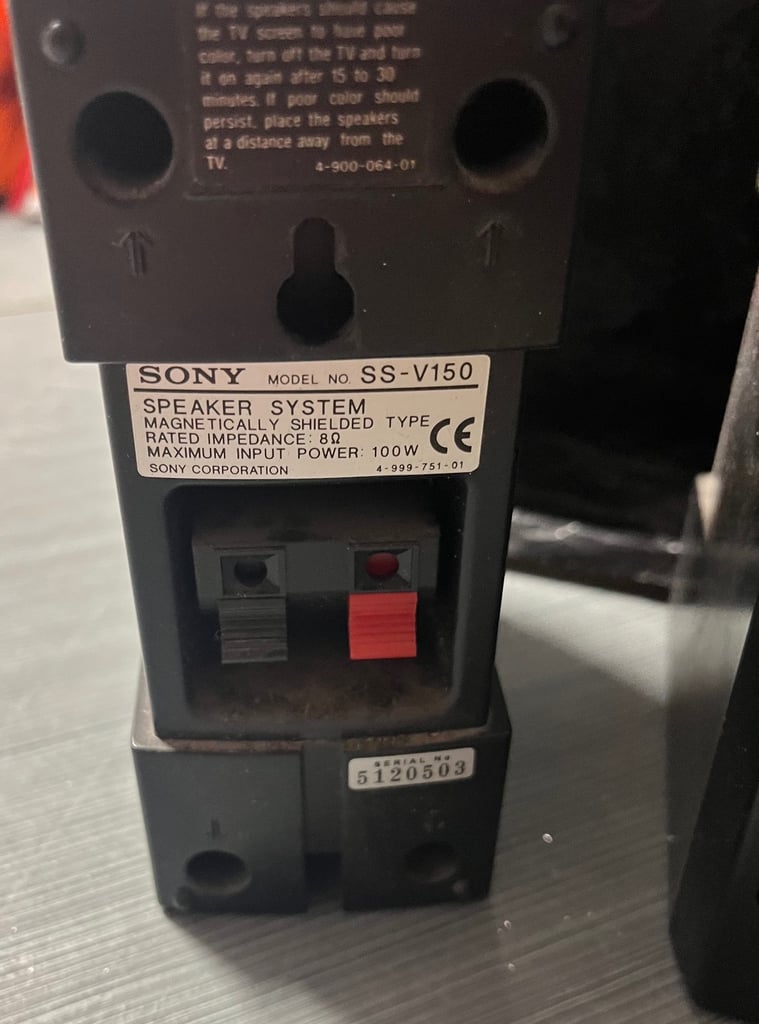 If the speakers should cause
the TV screen to have poor
color, turn off the TV and turn
it on again after 15 to 30
minutes. If poor color should
persist, place the speakers
at a distance away from the
TV. 4-900-064-01
SONY MODEL NO. SS-V150
SPEAKER SYSTEM
MAGNETICALLY SHIELDED TYPE
RATED IMPEDANCE: 8Ω
MAXIMUM INPUT POWER: 100W
CE
SONY CORPORATION 4-999-751-01
SERIAL No
5120503